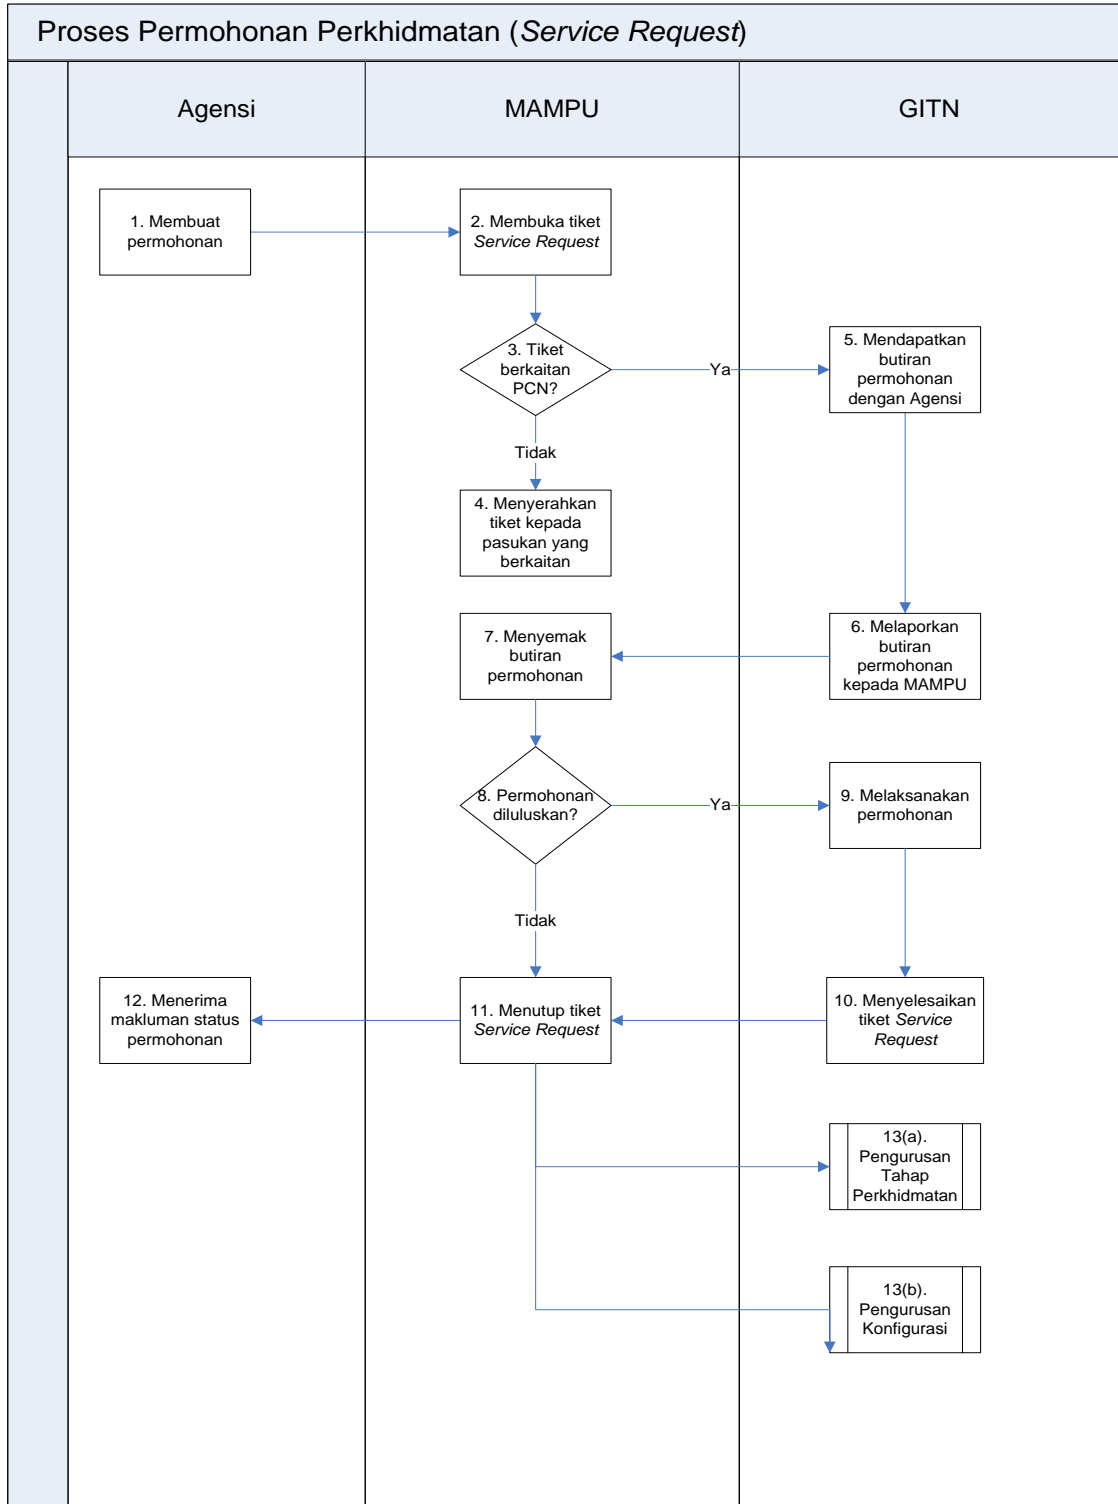 Proses Permohonan Perkhidmatan (Service Request)
Agensi
MAMPU
GITN
1. Membuat
permohonan
2. Membuka tiket
Service Request
3. Tiket
berkaitan
PCN?
Ya
5. Mendapatkan
butiran
permohonan
dengan Agensi
Tidak
4. Menyerahkan
tiket kepada
pasukan yang
berkaitan
6. Melaporkan
butiran
permohonan
kepada MAMPU
7. Menyemak
butiran
permohonan
8. Permohonan
diluluskan?
Ya
9. Melaksanakan
permohonan
Tidak
10. Menyelesaikan
tiket Service
Request
11. Menutup tiket
Service Request
12. Menerima
makluman status
permohonan
13(a).
Pengurusan
Tahap
Perkhidmatan
13(b).
Pengurusan
Konfigurasi